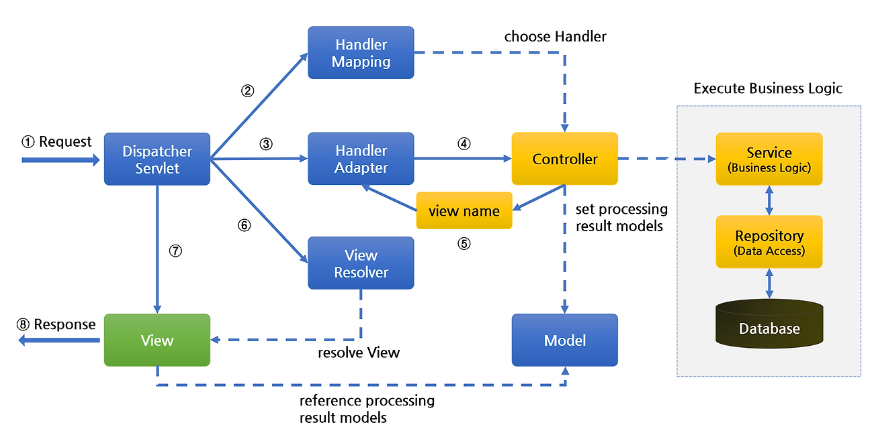 Handler
Mapping
choose Handler
Execute Business Logic
②
① Request
Dispatcher
Servlet
③
Handler
Adapter
④
Controller
Service
(Business Logic)
view name
⑤
set processing
result models
⑥
Repository
(Data Access)
⑦
View
Resolver
Database
⑧ Response
View
resolve View
Model
reference processing
result models